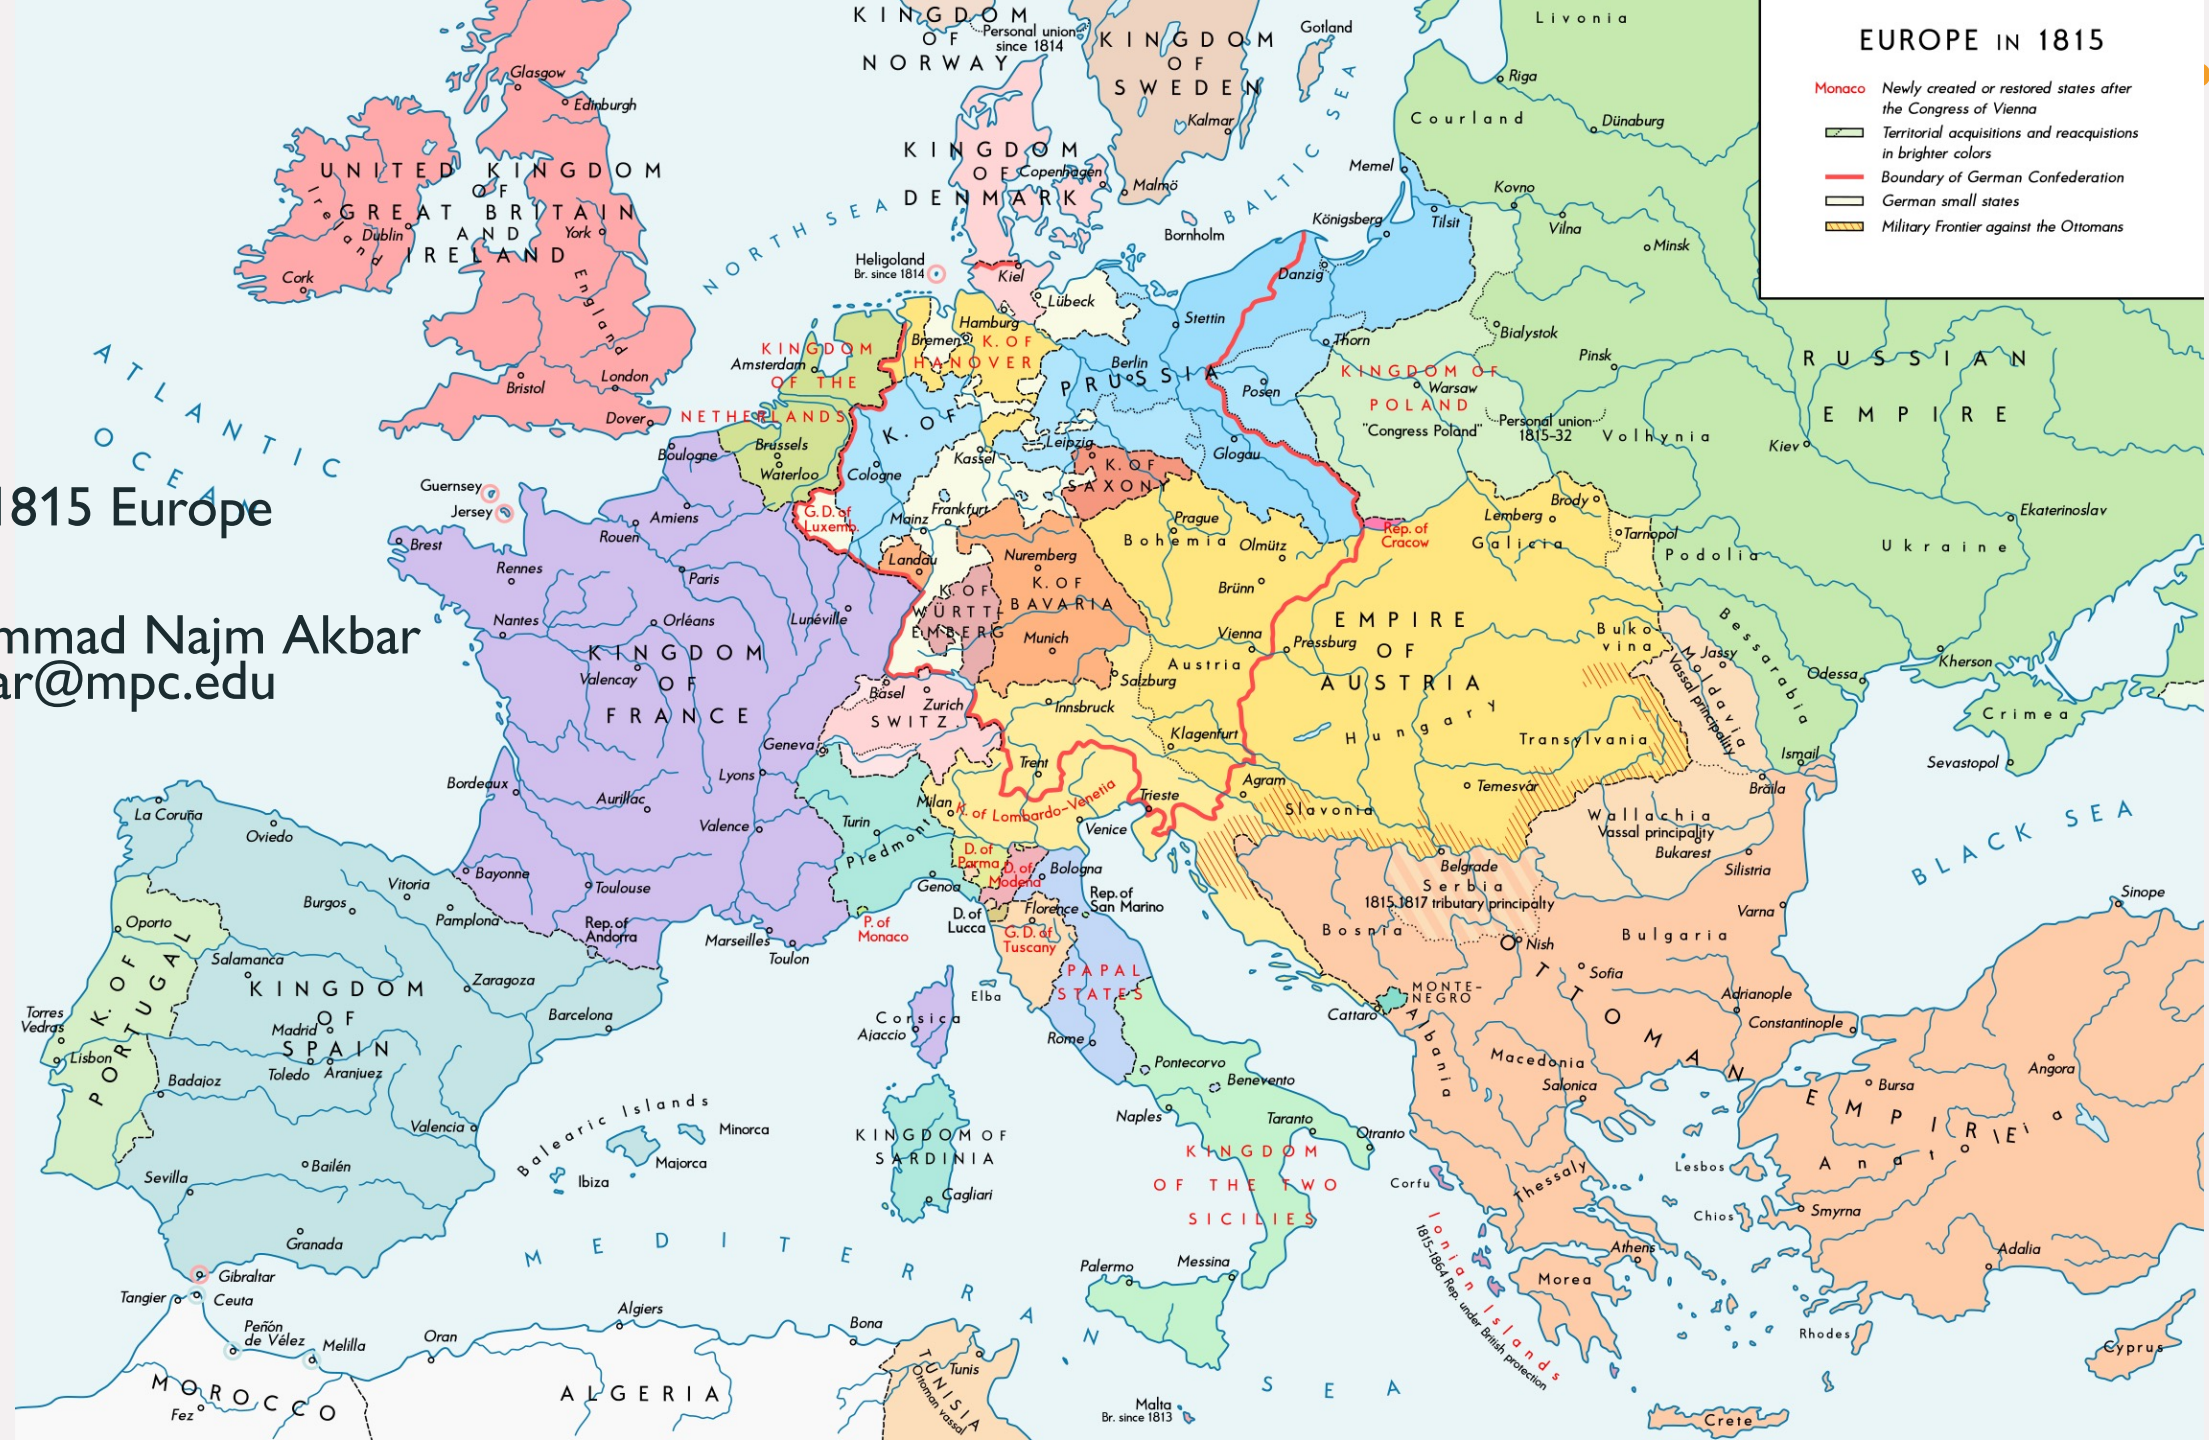 KINGDOM
OF
NORWAY
Personal union
since 1814
KINGDOM
OF
SWEDEN
Gotland
Kalmar
Malmö
Livonia
Riga
Courland
Dünaburg
EUROPE IN 1815
Monaco Newly created or restored states after
the Congress of Vienna
Territorial acquisitions and reacquistions
in brighter colors
Boundary of German Confederation
German small states
Military Frontier against the Ottomans
Glasgow
Edinburgh
UNITED KINGDOM
OF
GREAT BRITAIN
AND
IRELAND
Ireland
Dublin
York
Cork
England
Bristol
London
Dover
NORTH SEA
BALTIC SEA
ATLANTIC
OCEAN
KINGDOM
OF
DENMARK
Copenhagen
Bornholm
Heligoland
Br. since 1814
Kiel
Lübeck
Memel
Tilsit
Königsberg
Danzig
Kovno
Vilna
Minsk
Stettin
Hamburg
Bremen
K. OF
HANOVER
KINGDOM
OF THE
NETHERLANDS
Amsterdam
Brussels
Waterloo
Berlin
K. OF
PRUSSIA
Thorn
Posen
Glogau
KINGDOM OF
POLAND
Warsaw
"Congress Poland"
Personal union
1815-32
Bialystok
Pinsk
Volhynia
Kiev
RUSSIAN
EMPIRE
Ekaterinoslav
Ukraine
Podolia
Bessarabia
Odessa
Kherson
Crimea
Sevastopol
Ismail
Boulogne
Cologne
Kassel
Leipzig
K. OF
SAXONY
G.D. of
Luxemb.
Mainz
Frankfurt
Landau
Nuremberg
K. OF
BAVARIA
Munich
K. OF
WÜRTT-
EMBERG
Prague
Bohemia
Olmütz
Brünn
Rep. of
Cracow
Brody
Lemberg
Galicia
Tarnopol
Buko-
vina
Jassy
Moldavia
Vassal principality
1815 Europe
mmad Najm Akbar
ar@mpc.edu
Guernsey
Jersey
Brest
Rennes
Nantes
Amiens
Rouen
Paris
Orléans
Lunéville
KINGDOM
OF
FRANCE
Valencay
Bordeaux
Aurillac
Lyons
Valence
Bayonne
Toulouse
Marseilles
Toulon
Rep. of
Andorra
Basel
Zurich
SWITZ.
Geneva
Vienna
Pressburg
Austria
Salzburg
Innsbruck
Klagenfurt
Trent
Trieste
Agram
EMPIRE
OF
AUSTRIA
Hungary
Transylvania
Temesvár
Slavonia
Milan
K. of Lombardo-Venetia
Venice
Turin
Piedmont
Genoa
D. of
Parma
D. of
Modena
Bologna
D. of
Lucca
Florence
G.D. of
Tuscany
Rep. of
San Marino
P. of
Monaco
Elba
PAPAL
STATES
Rome
Corsica
Ajaccio
KINGDOM OF
SARDINIA
Cagliari
Pontecorvo
Benevento
Naples
Taranto
Otranto
KINGDOM
OF THE TWO
SICILIES
Palermo
Messina
La Coruña
Oviedo
Vitoria
Burgos
Pamplona
Zaragoza
Barcelona
Oporto
Salamanca
K. OF
PORTUGAL
Torres
Vedras
Lisbon
KINGDOM
OF
SPAIN
Madrid
Toledo
Aranjuez
Badajoz
Valencia
Bailén
Sevilla
Granada
Balearic Islands
Minorca
Majorca
Ibiza
Gibraltar
Ceuta
Tangier
Peñón
de Vélez
Melilla
Oran
Algiers
Bona
MOROCCO
Fez
ALGERIA
TUNISIA
Ottoman vassal
Tunis
Malta
Br. since 1813
MEDITERRANEAN
SEA
Braila
Wallachia
Vassal principality
Bukarest
Silistria
Belgrade
Serbia
1815.1817 tributary principalty
Bosnia
Varna
Bulgaria
Nish
Sofia
MONTE-
NEGRO
Cattaro
Albania
Adrianople
Constantinople
Macedonia
Salonica
OTTOMAN
EMPIRE
Anatolia
Angora
Bursa
Sinope
BLACK SEA
Thessaly
Lesbos
Chios
Smyrna
Corfu
Ionian Islands
1815-1864 Rep. under British protection
Athens
Morea
Adalia
Rhodes
Cyprus
Crete